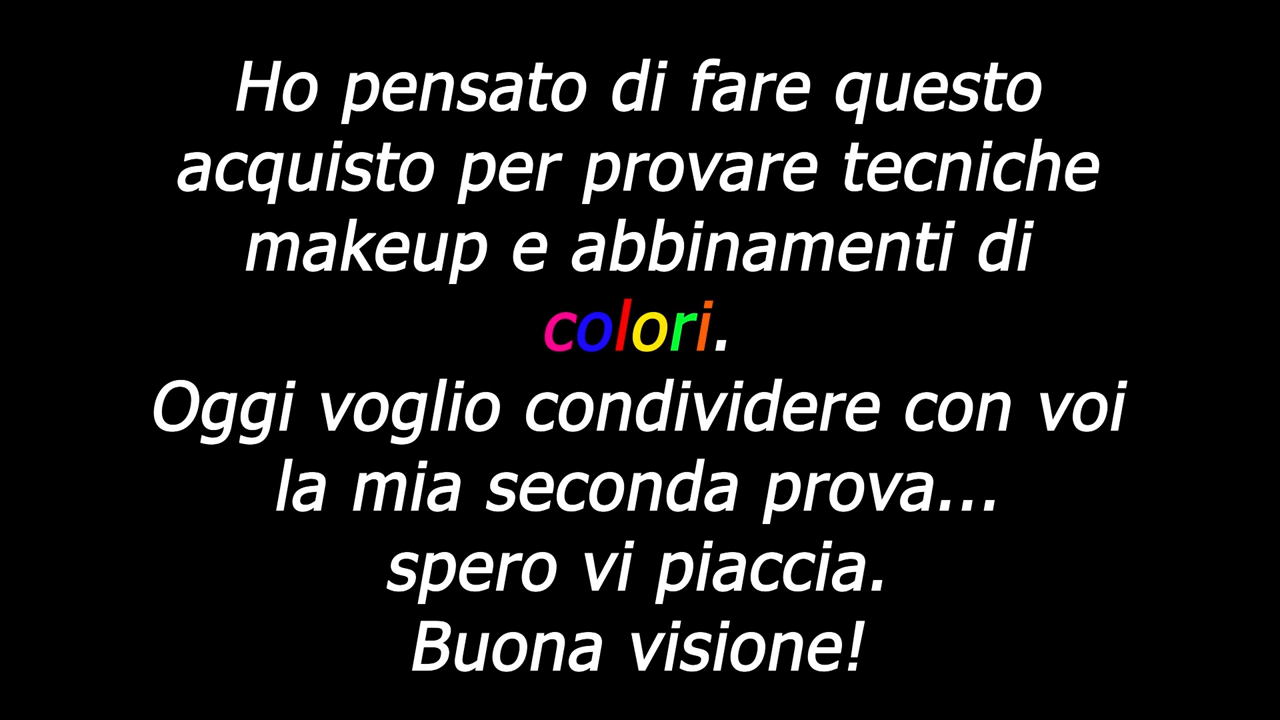 Ho pensato di fare questo
acquisto per provare tecniche
makeup e abbinamenti di
colori.
Oggi voglio condividere con voi
la mia seconda prova...
spero vi piaccia.
Buona visione!